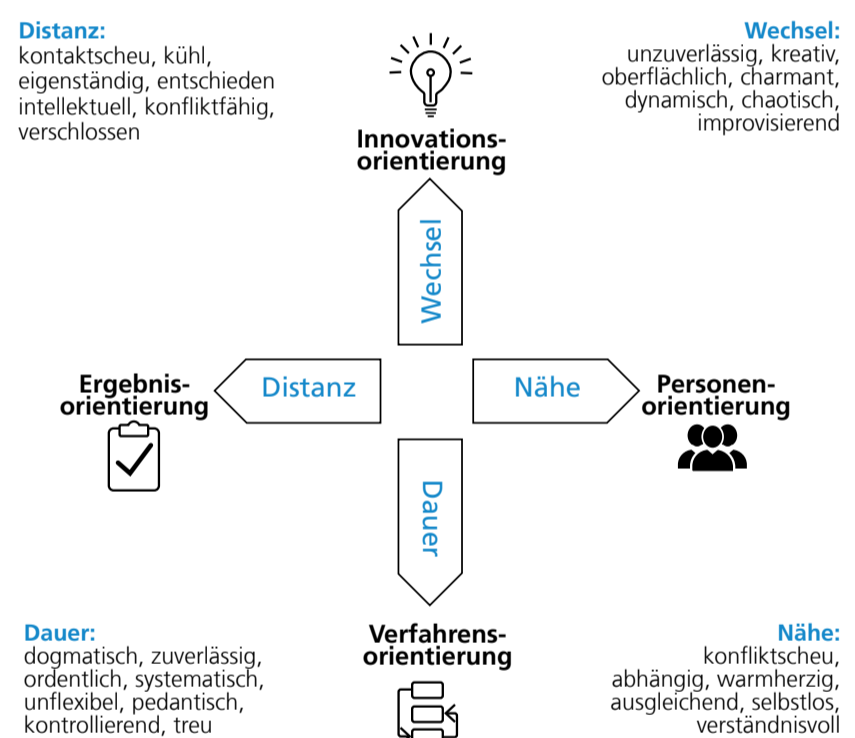 Distanz:
kontaktscheu, kühl,
eigenständig, entschieden
intellektuell, konfliktfähig,
verschlossen
Wechsel:
unzuverlässig, kreativ,
oberflächlich, charmant,
dynamisch, chaotisch,
improvisierend
Innovations-
orientierung
Wechsel
Ergebnis-
orientierung
Distanz
Nähe
Personen-
orientierung
Dauer
Verfahrens-
orientierung
Dauer:
dogmatisch, zuverlässig,
ordentlich, systematisch,
unflexibel, pedantisch,
kontrollierend, treu
Nähe:
konfliktscheu,
abhängig, warmherzig,
ausgleichend, selbstlos,
verständnisvoll